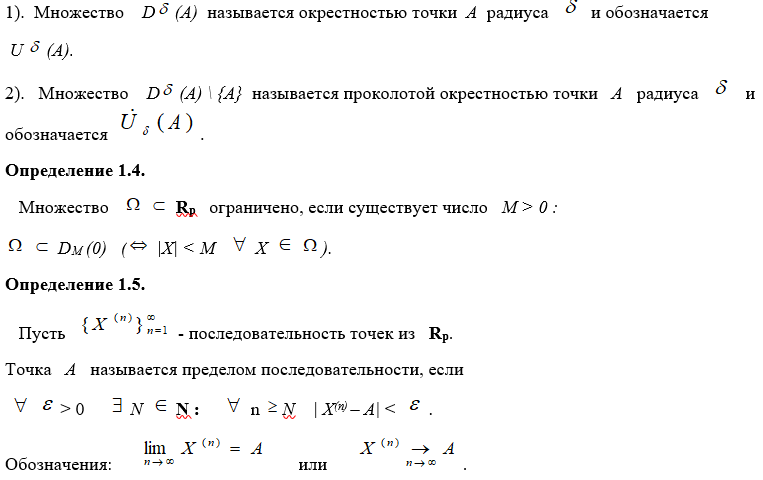 1). Множество D δ (A) называется окрестностью точки A радиуса δ и обозначается
U δ (A).
2). Множество D δ (A) \ {A} называется проколотой окрестностью точки A радиуса δ и
обозначается U̇ δ (A) .
Определение 1.4.
Множество Ω ⊂ Rp ограничено, если существует число M > 0 :
Ω ⊂ DM (0) (⇔ |X| < M ∀ X ∈ Ω ).
Определение 1.5.
Пусть {X (n)} ∞ n=1 - последовательность точек из Rp.
Точка A называется пределом последовательности, если
∀ ε > 0 ∃ N ∈ N : ∀ n ≥ N | X(n) – A| < ε .
Обозначения: lim n→∞ X (n) = A или X (n) → n→∞ A .